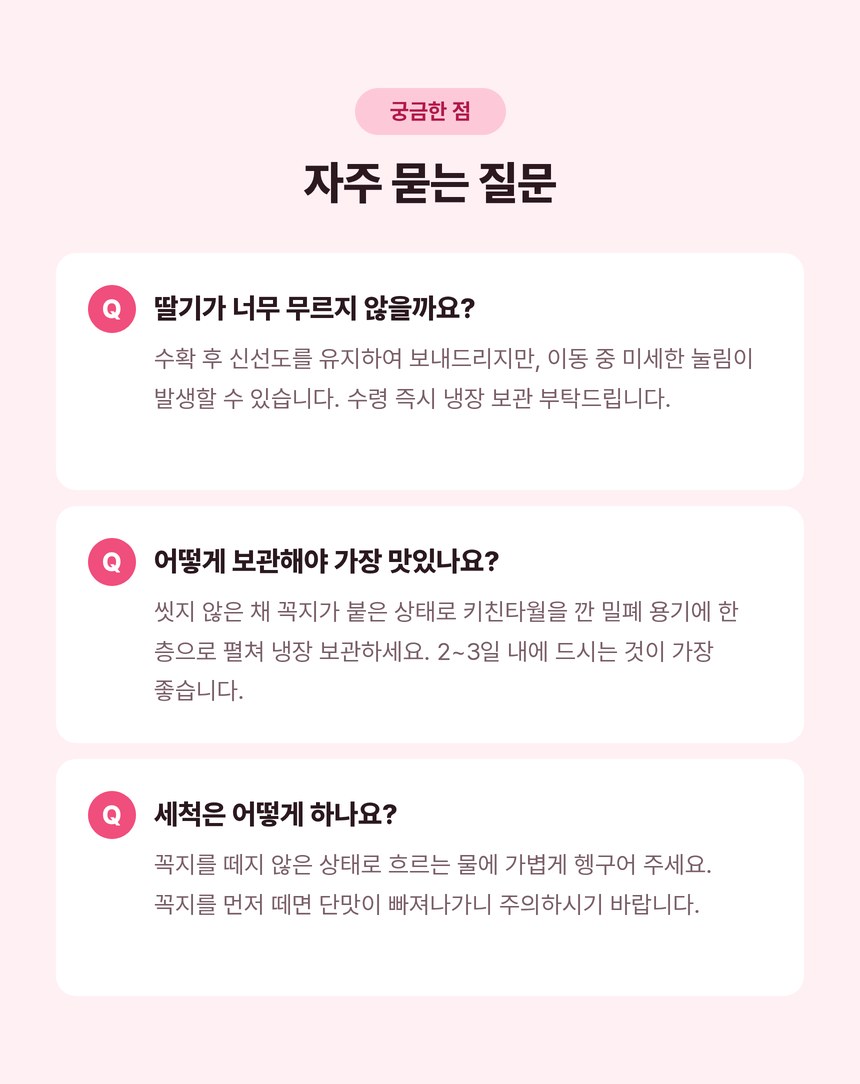 궁금한 점
자주 묻는 질문
Q 딸기가 너무 무르지 않을까요?
수확 후 신선도를 유지하여 보내드리지만, 이동 중 미세한 눌림이
발생할 수 있습니다. 수령 즉시 냉장 보관 부탁드립니다.
Q 어떻게 보관해야 가장 맛있나요?
씻지 않은 채 꼭지가 붙은 상태로 키친타월을 깐 밀폐 용기에 한
층으로 펼쳐 냉장 보관하세요. 2~3일 내에 드시는 것이 가장
좋습니다.
Q 세척은 어떻게 하나요?
꼭지를 떼지 않은 상태로 흐르는 물에 가볍게 헹구어 주세요.
꼭지를 먼저 떼면 단맛이 빠져나가니 주의하시기 바랍니다.